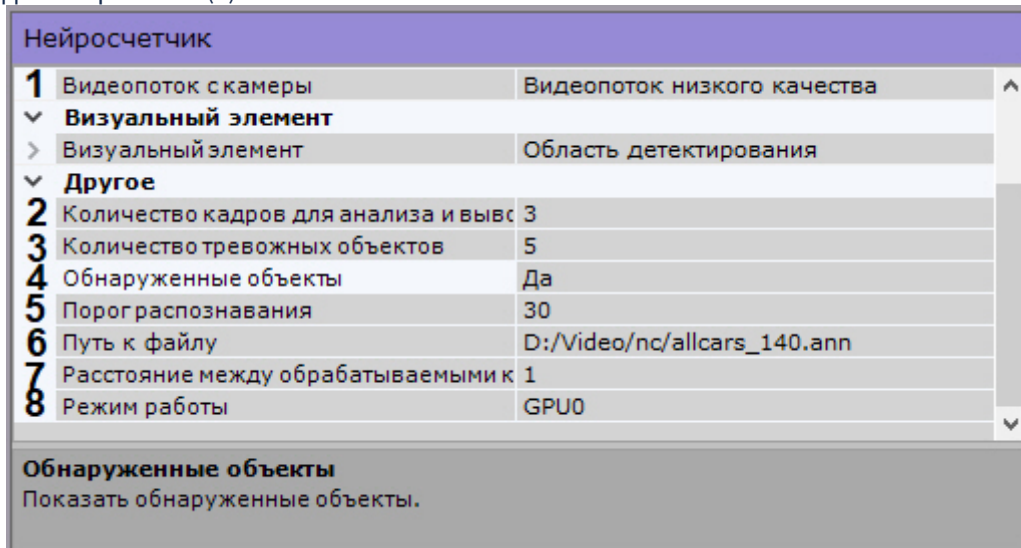 Нейросчетчик
1 Видеопоток с камеры Видеопоток низкого качества
Визуальный элемент
Визуальный элемент Область детектирования
Другое
2 Количество кадров для анализа и выво 3
3 Количество тревожных объектов 5
4 Обнаруженные объекты Да
5 Порог распознавания 30
6 Путь к файлу D:/Video/nc/allcars_140.ann
7 Расстояние между обрабатываемыми к 1
8 Режим работы GPU0
Обнаруженные объекты
Показать обнаруженные объекты.